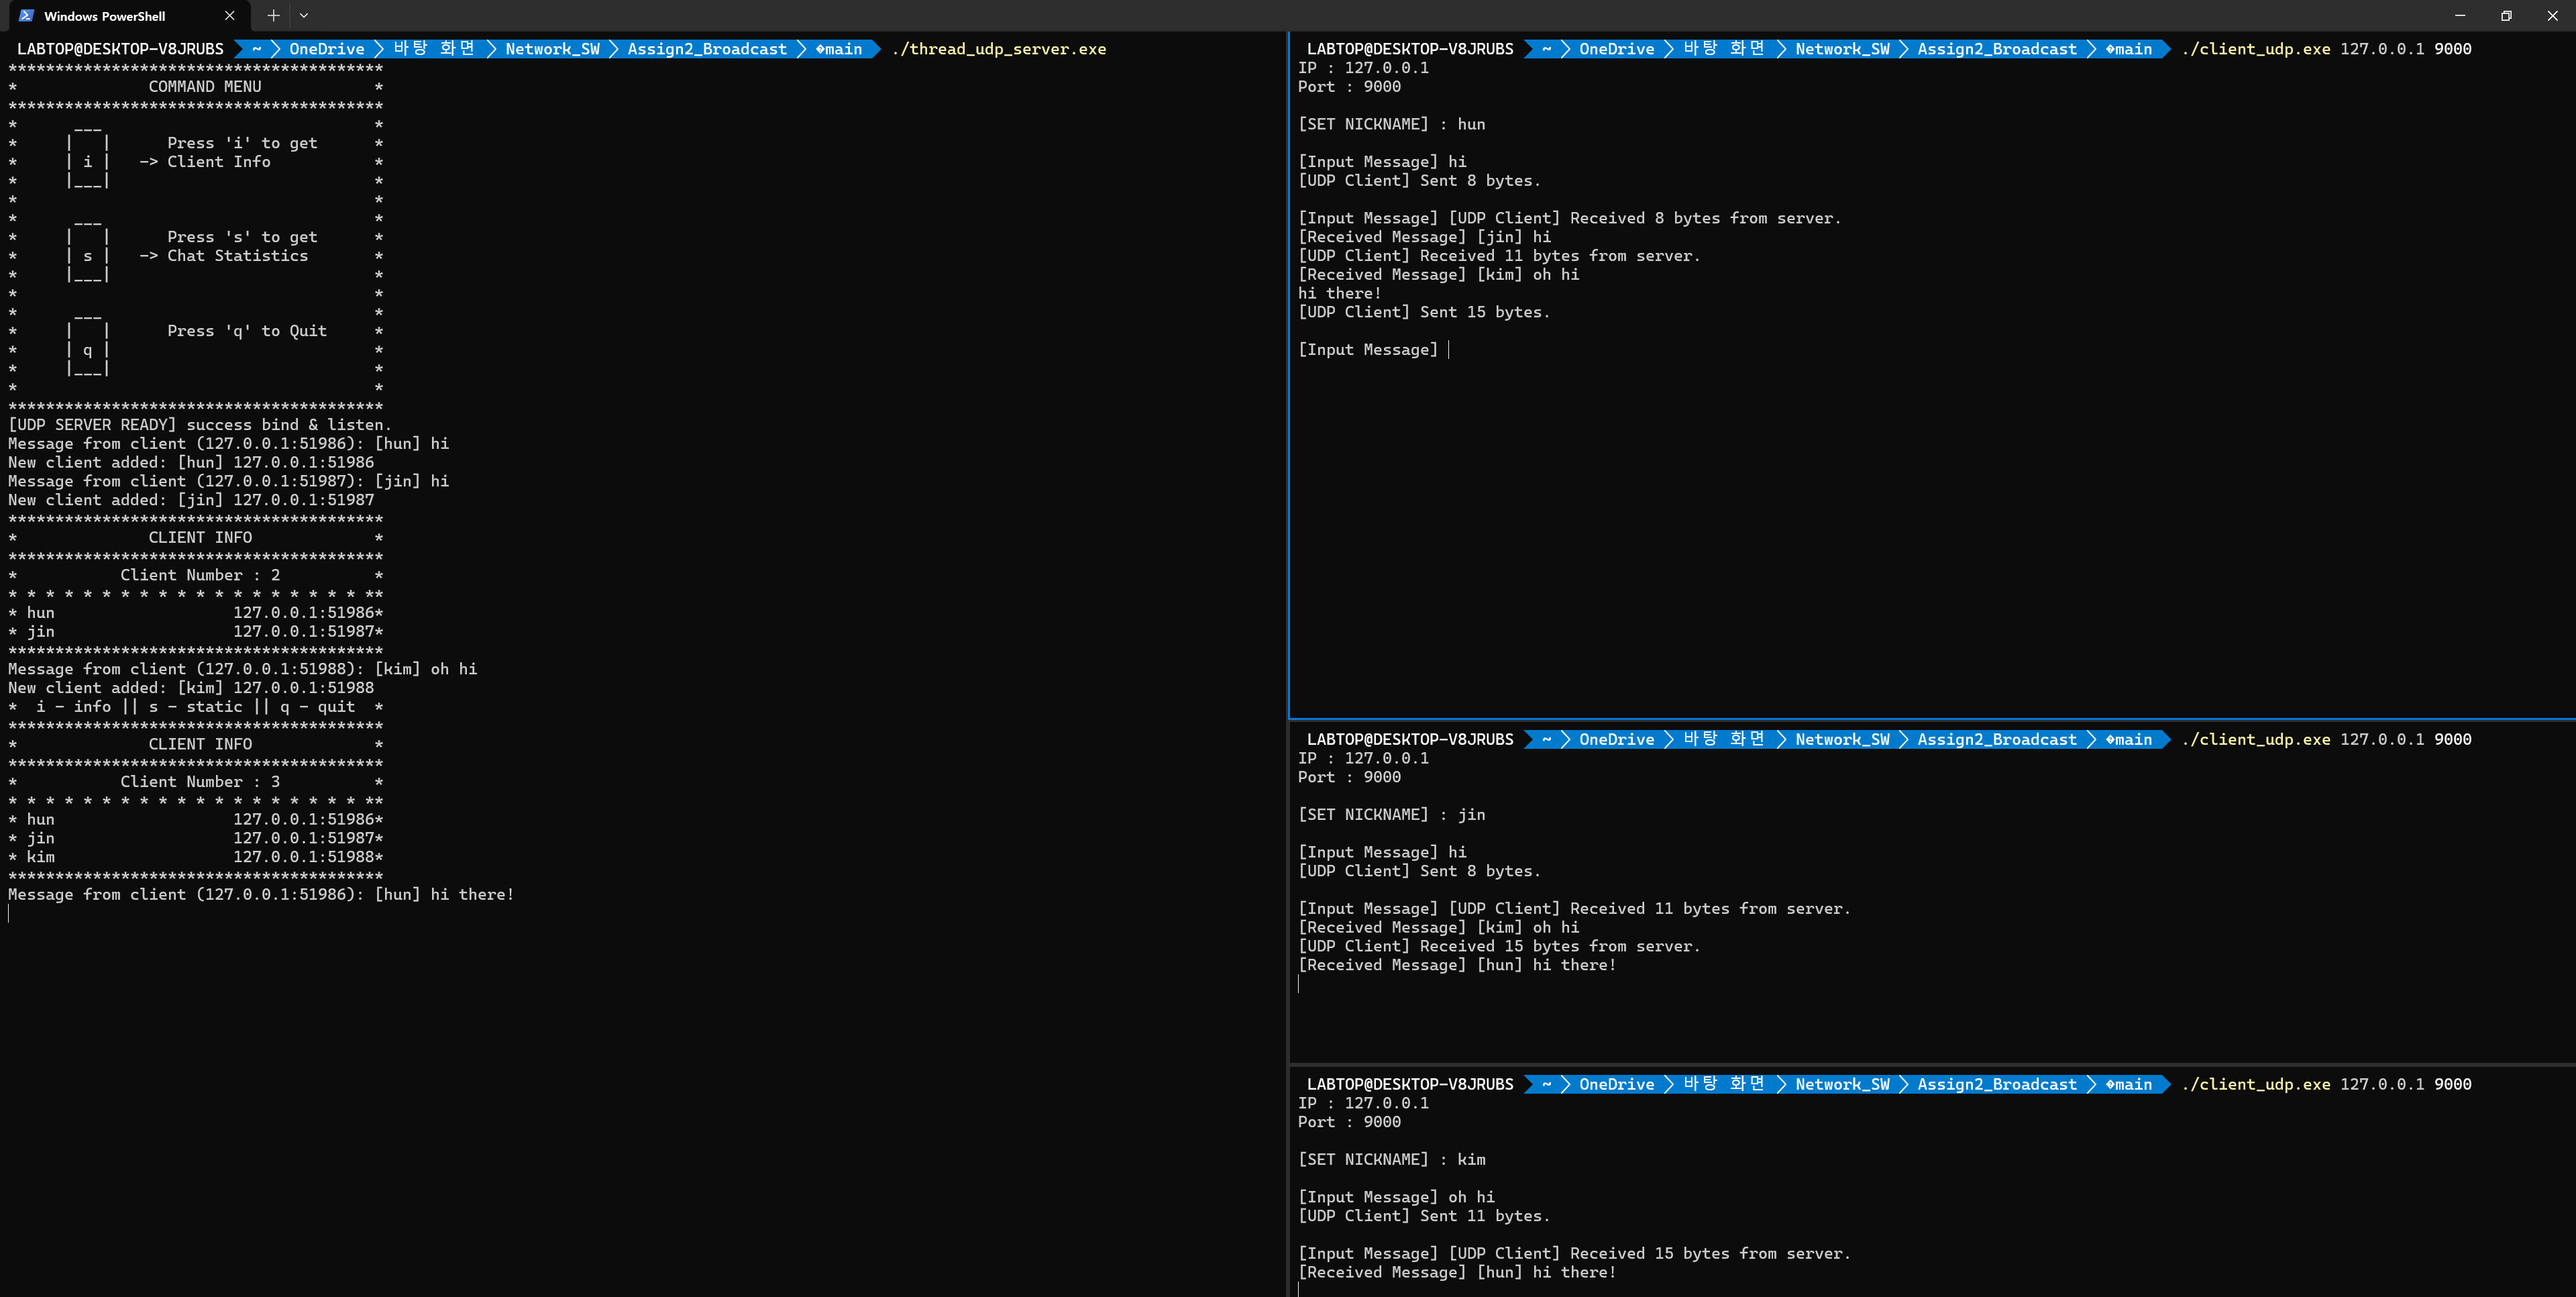 Windows PowerShell
LABTOP@DESKTOP-V8JRUBS ~ OneDrive 바탕 화면 Network_SW Assign2_Broadcast �main ./thread_udp_server.exe
****************************************
*              COMMAND MENU            *
****************************************
*      ___                             *
*     |   |      Press 'i' to get      *
*     | i |   -> Client Info           *
*     |___|                            *
*                                      *
*      ___                             *
*     |   |      Press 's' to get      *
*     | s |   -> Chat Statistics       *
*     |___|                            *
*                                      *
*      ___                             *
*     |   |      Press 'q' to Quit     *
*     | q |                            *
*     |___|                            *
*                                      *
****************************************
[UDP SERVER READY] success bind & listen.
Message from client (127.0.0.1:51986): [hun] hi
New client added: [hun] 127.0.0.1:51986
Message from client (127.0.0.1:51987): [jin] hi
New client added: [jin] 127.0.0.1:51987
****************************************
*              CLIENT INFO             *
****************************************
*           Client Number : 2          *
* * * * * * * * * * * * * * * * * * * **
* hun                   127.0.0.1:51986*
* jin                   127.0.0.1:51987*
****************************************
Message from client (127.0.0.1:51988): [kim] oh hi
New client added: [kim] 127.0.0.1:51988
*  i - info || s - static || q - quit  *
****************************************
*              CLIENT INFO             *
****************************************
*           Client Number : 3          *
* * * * * * * * * * * * * * * * * * * **
* hun                   127.0.0.1:51986*
* jin                   127.0.0.1:51987*
* kim                   127.0.0.1:51988*
****************************************
Message from client (127.0.0.1:51986): [hun] hi there!
LABTOP@DESKTOP-V8JRUBS ~ OneDrive 바탕 화면 Network_SW Assign2_Broadcast �main ./client_udp.exe 127.0.0.1 9000
IP : 127.0.0.1
Port : 9000
[SET NICKNAME] : hun
[Input Message] hi
[UDP Client] Sent 8 bytes.
[Input Message] [UDP Client] Received 8 bytes from server.
[Received Message] [jin] hi
[UDP Client] Received 11 bytes from server.
[Received Message] [kim] oh hi
hi there!
[UDP Client] Sent 15 bytes.
[Input Message]
LABTOP@DESKTOP-V8JRUBS ~ OneDrive 바탕 화면 Network_SW Assign2_Broadcast �main ./client_udp.exe 127.0.0.1 9000
IP : 127.0.0.1
Port : 9000
[SET NICKNAME] : jin
[Input Message] hi
[UDP Client] Sent 8 bytes.
[Input Message] [UDP Client] Received 11 bytes from server.
[Received Message] [kim] oh hi
[UDP Client] Received 15 bytes from server.
[Received Message] [hun] hi there!
LABTOP@DESKTOP-V8JRUBS ~ OneDrive 바탕 화면 Network_SW Assign2_Broadcast �main ./client_udp.exe 127.0.0.1 9000
IP : 127.0.0.1
Port : 9000
[SET NICKNAME] : kim
[Input Message] oh hi
[UDP Client] Sent 11 bytes.
[Input Message] [UDP Client] Received 15 bytes from server.
[Received Message] [hun] hi there!